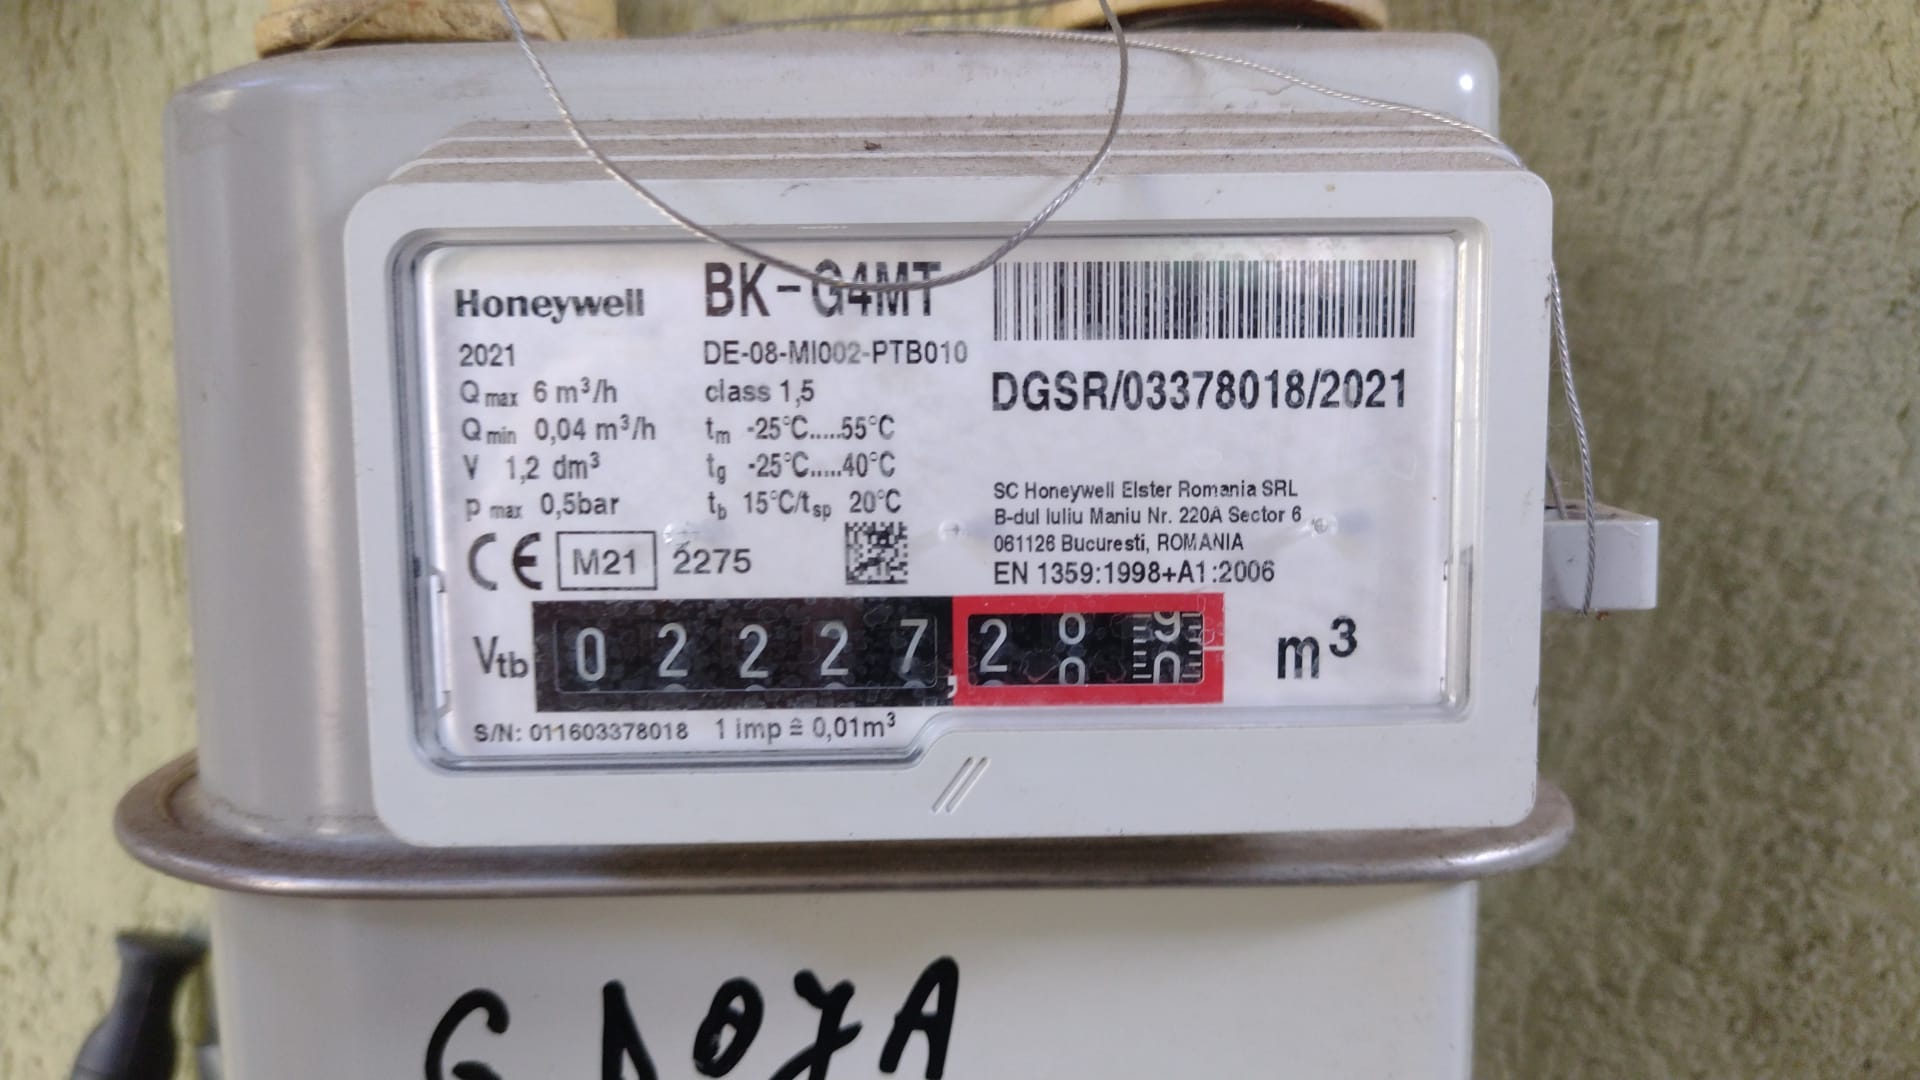 Honeywell
BK-G4MT
2021
DE-08-MI002-PTB010
Q max 6 m³/h
class 1,5
DGSR/03378018/2021
Q min 0,04 m³/h
tm -25°C.....55°C
V 1,2 dm³
tg -25°C.....40°C
p max 0,5bar
tb 15°C/tsp 20°C
SC Honeywell Elster Romania SRL
B-dul Iuliu Maniu Nr. 220A Sector 6
061126 Bucuresti, ROMANIA
CE M21 2275
EN 1359:1998+A1:2006
Vtb 02227,2 m³
S/N: 011603378018 1 imp ≙ 0,01m³